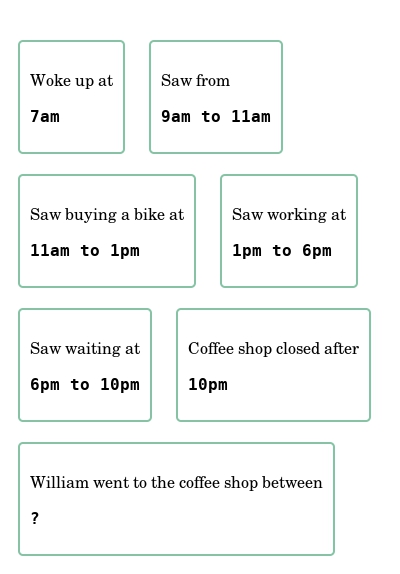 Woke up at
7am
Saw from
9am to 11am
Saw buying a bike at
11am to 1pm
Saw working at
1pm to 6pm
Saw waiting at
6pm to 10pm
Coffee shop closed after
10pm
William went to the coffee shop between
?